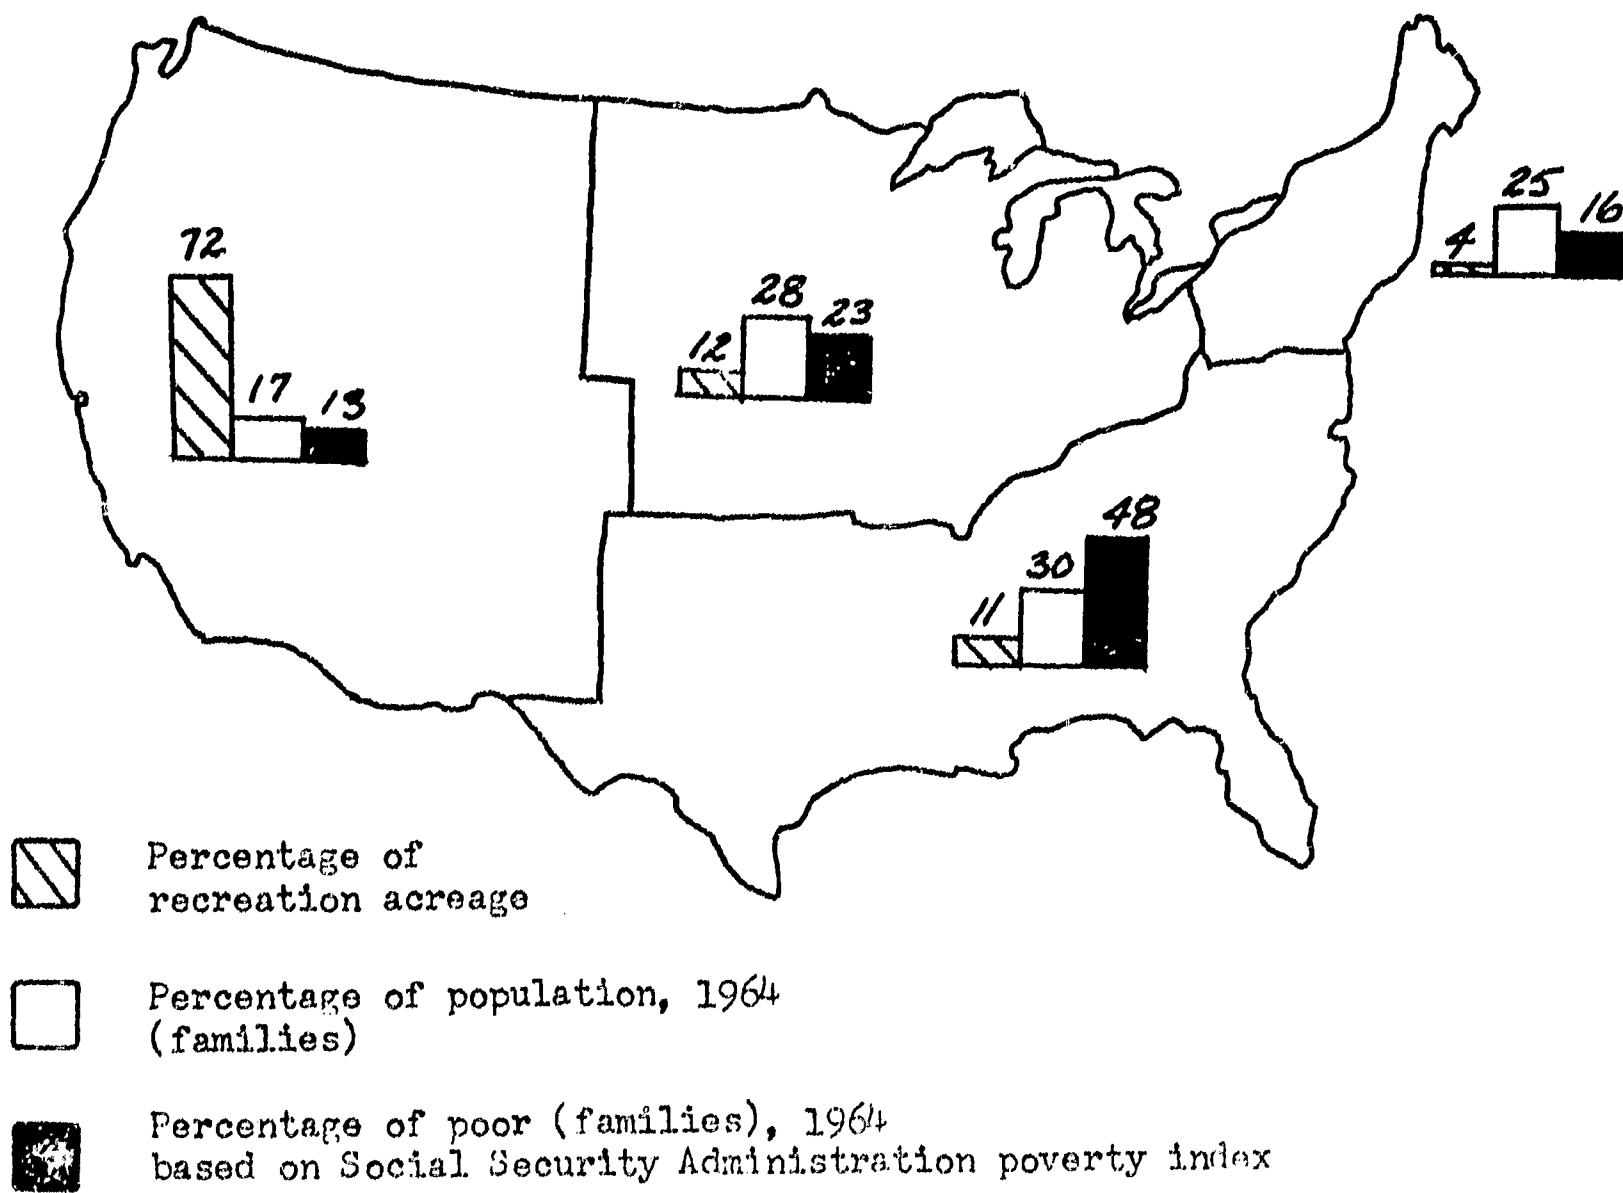 25
16
4
72
28
23
12
17
13
48
30
11
Percentage of
recreation acreage
Percentage of population, 1964
(families)
Percentage of poor (families), 1964
based on Social Security Administration poverty index